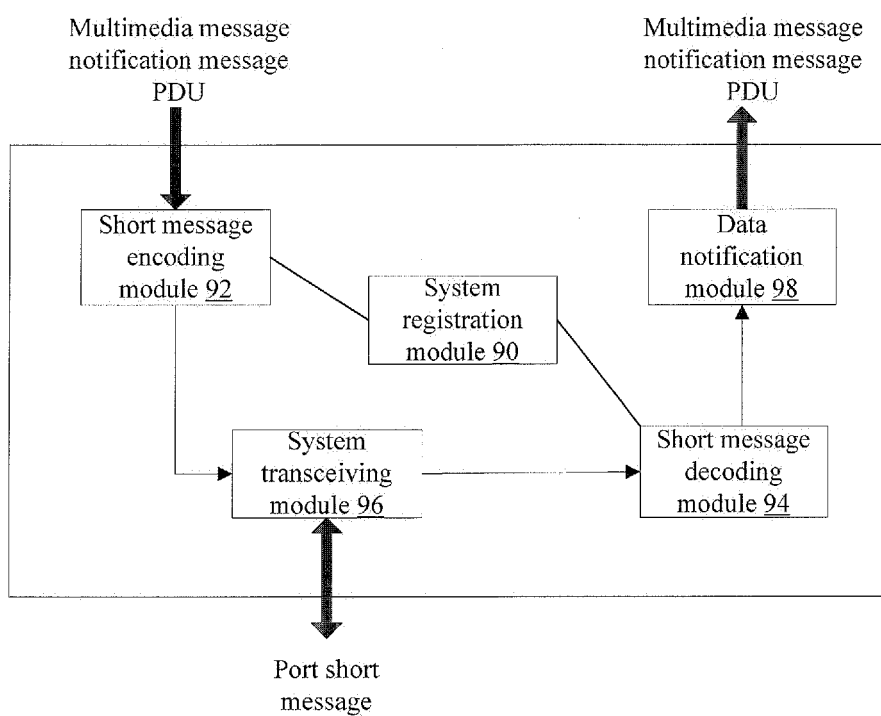 Multimedia message
notification message
PDU
Multimedia message
notification message
PDU
Short message
encoding
module 92
Data
notification
module 98
System
registration
module 90
System
transceiving
module 96
Short message
decoding
module 94
Port short
message